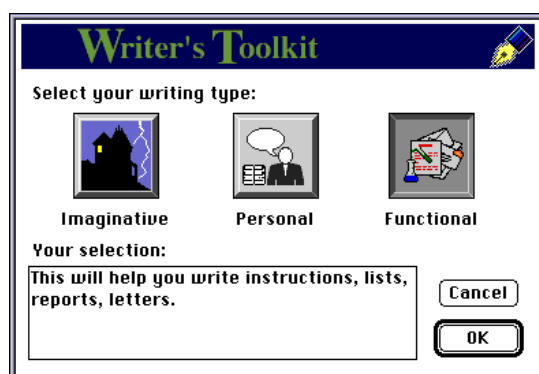 Writer's Toolkit
Select your writing type:
Imaginative
Personal
Functional
Your selection:
This will help you write instructions, lists,
reports, letters.
Cancel
OK